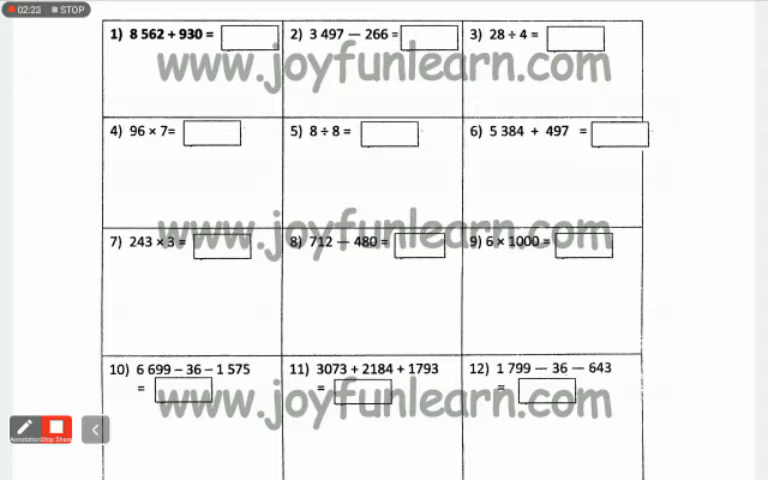 02:23 STOP
1) 8 562 + 930 =
2) 3 497 — 266 =
3) 28 ÷ 4 =
www.joyfunlearn.com
4) 96 × 7=
5) 8 ÷ 8 =
6) 5 384 + 497 =
www.joyfunlearn.com
7) 243 × 3 =
8) 712 — 480 =
9) 6 × 1000 =
10) 6 699 – 36 – 1 575
=
11) 3073 + 2184 + 1793
=
12) 1 799 — 36 — 643
=
www.joyfunlearn.com
Annotation Stop Share